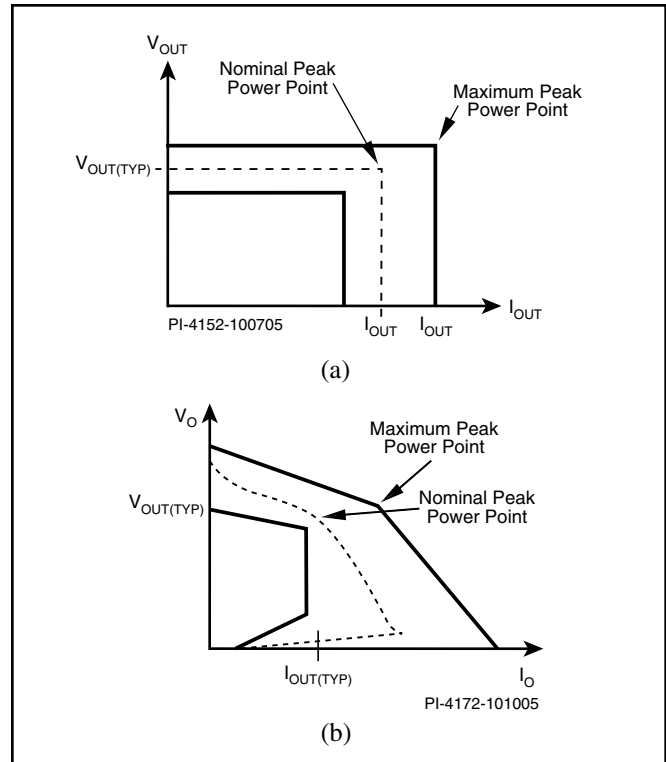 V_OUT
Nominal Peak
Power Point
Maximum Peak
Power Point
V_OUT(TYP)
I_OUT I_OUT I_OUT
PI-4152-100705
(a)
V_O
Maximum Peak
Power Point
Nominal Peak
Power Point
V_OUT(TYP)
I_OUT(TYP)
I_O
PI-4172-101005
(b)